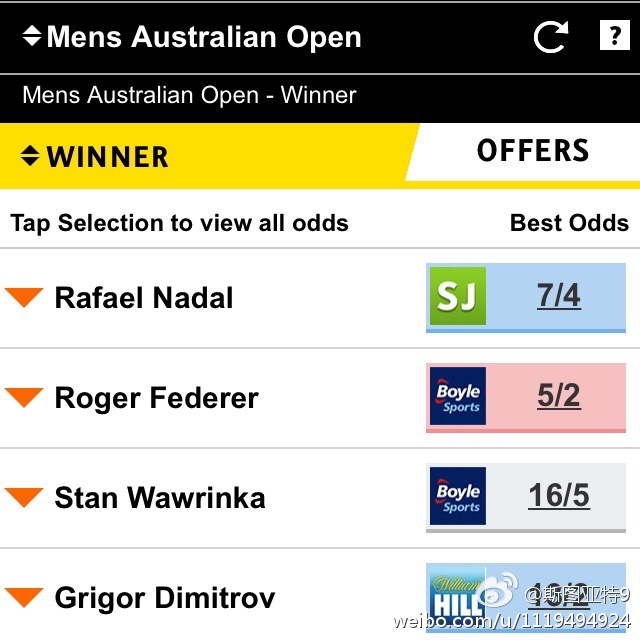 Mens Australian Open
?
Mens Australian Open - Winner
WINNER
OFFERS
Tap Selection to view all odds
Best Odds
Rafael Nadal
SJ
7/4
Roger Federer
Boyle
Sports
5/2
Stan Wawrinka
Boyle
Sports
16/5
Grigor Dimitrov
William
HILL
@斯图亚特9
weibo.com/u/1119494924